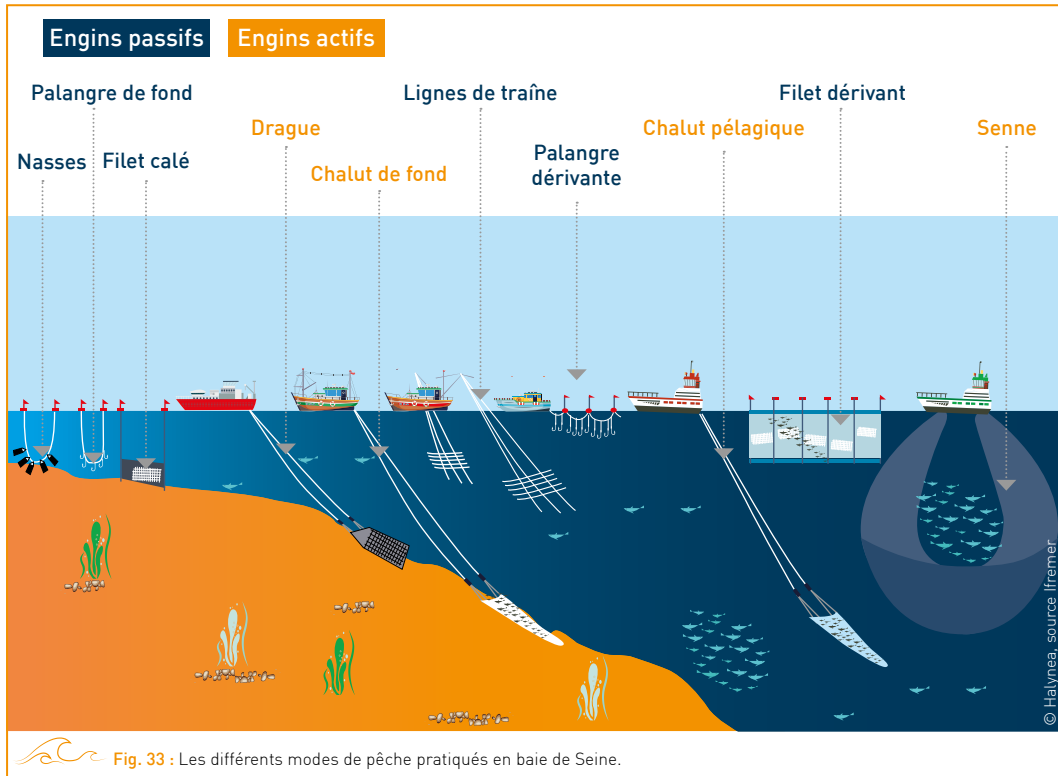 Engins passifs
Engins actifs
Palangre de fond
Lignes de traîne
Filet dérivant
Drague
Chalut pélagique
Senne
Nasses
Filet calé
Chalut de fond
Palangre
dérivante
© Halynea, source Ifremer
Fig. 33 : Les différents modes de pêche pratiqués en baie de Seine.